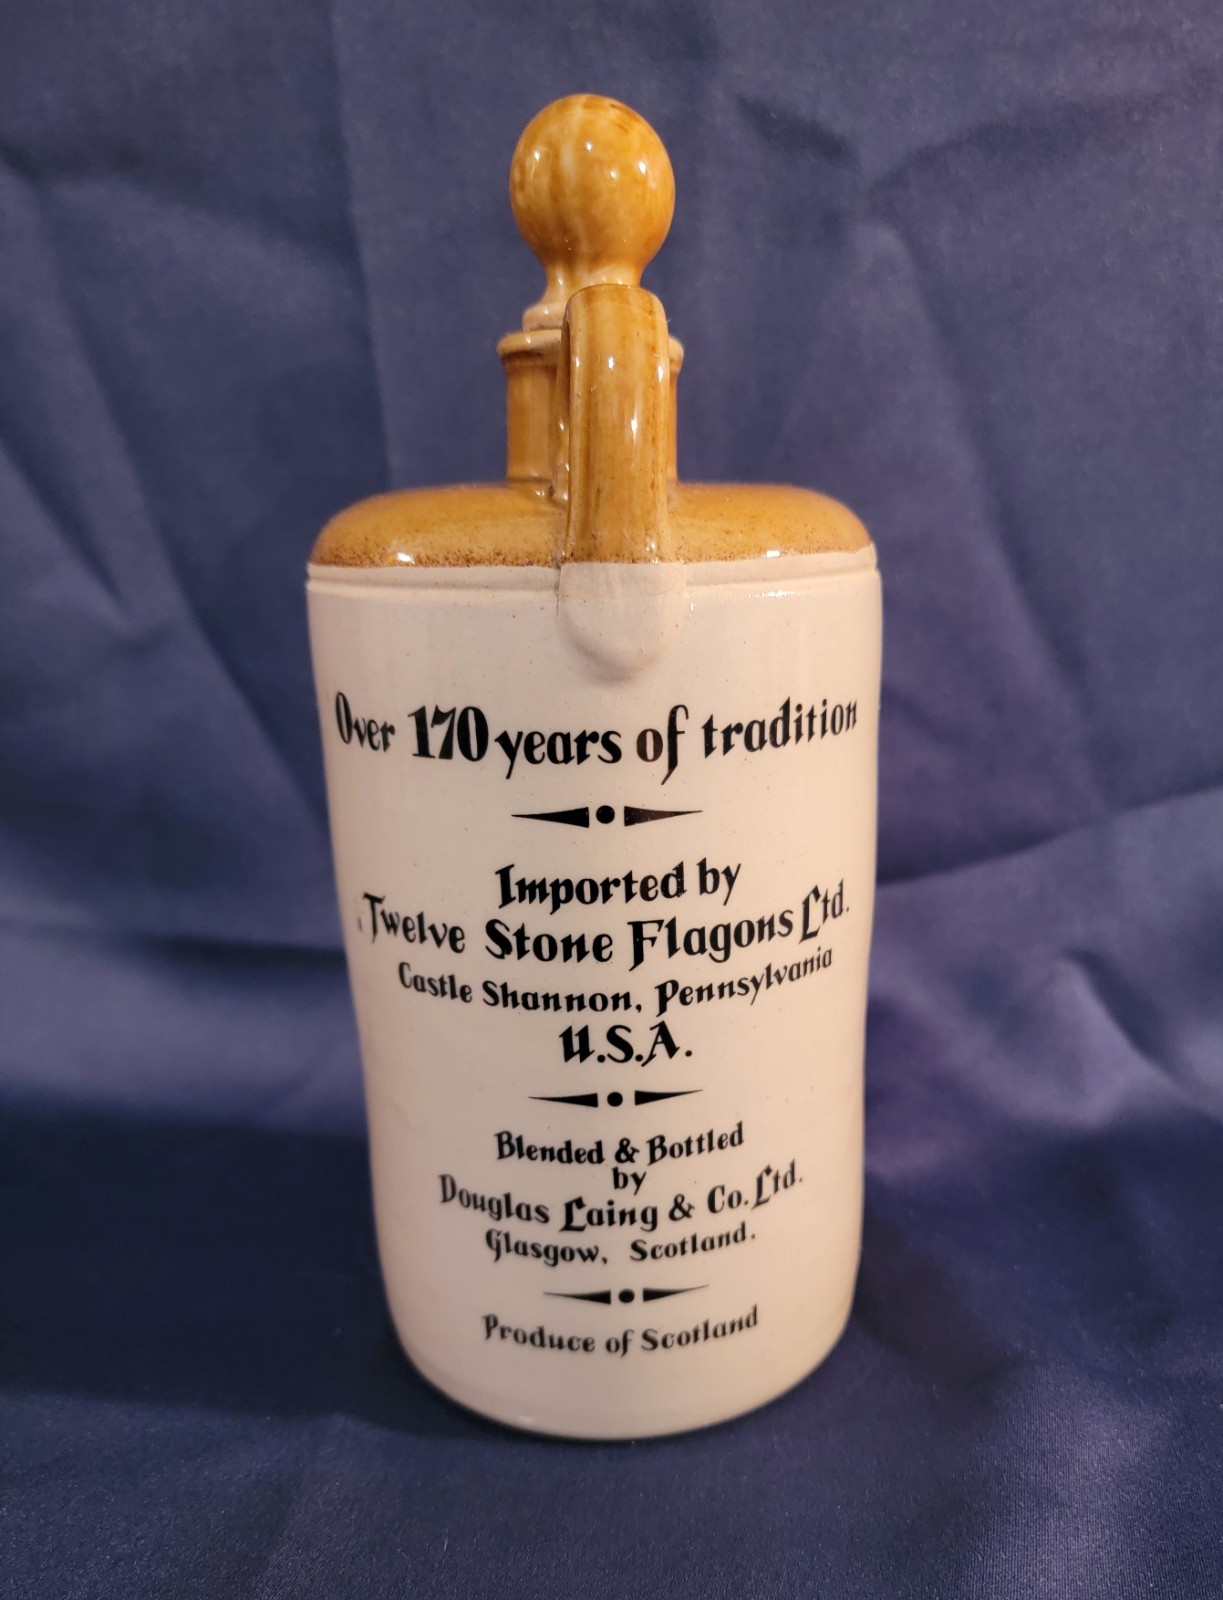 Over 170 years of tradition
Imported by
Twelve Stone Flagons Ltd.
Castle Shannon, Pennsylvania
U.S.A.
Blended & Bottled
by
Douglas Laing & Co. Ltd.
Glasgow, Scotland.
Produce of Scotland